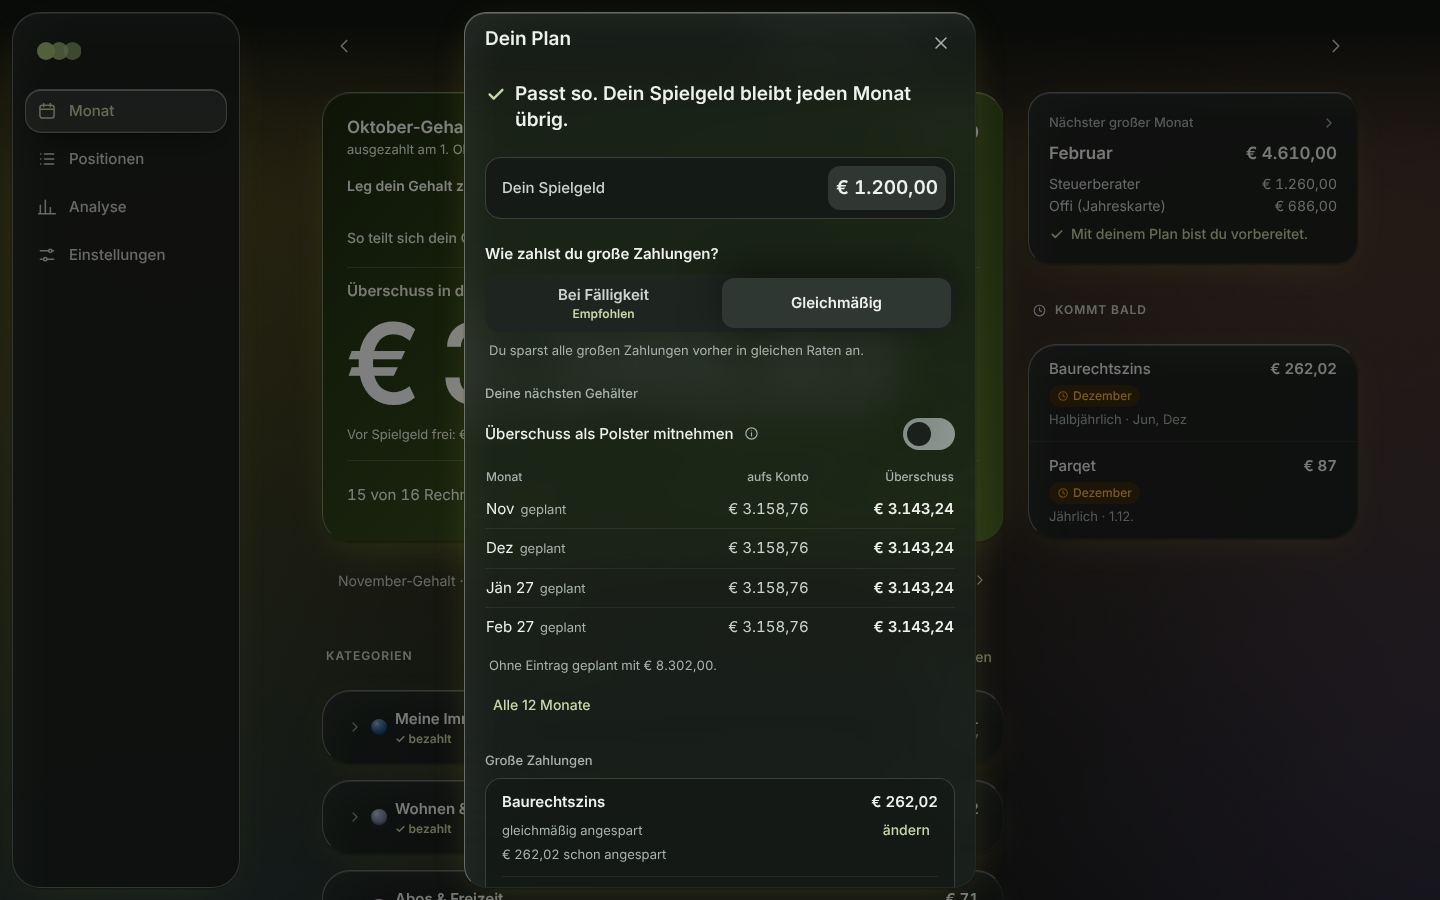 Monat
Positionen
Analyse
Einstellungen
ausgezahlt am 1.
Leg dein Gehalt
So teilt sich dein
Überschuss in
€
Vor Spielgeld frei: €
15 von 16
November-Gehalt ·
KATEGORIEN
Meine
✓ bezahlt
Wohnen &
✓ bezahlt
Abos & Freizeit
€ 71
Dein Plan
Passt so. Dein Spielgeld bleibt jeden Monat
übrig.
Dein Spielgeld € 1.200,00
Wie zahlst du große Zahlungen?
Bei Fälligkeit
Empfohlen
Gleichmäßig
Du sparst alle großen Zahlungen vorher in gleichen Raten an.
Deine nächsten Gehälter
Überschuss als Polster mitnehmen
Monat aufs Konto Überschuss
Nov geplant € 3.158,76 € 3.143,24
Dez geplant € 3.158,76 € 3.143,24
Jän 27 geplant € 3.158,76 € 3.143,24
Feb 27 geplant € 3.158,76 € 3.143,24
Ohne Eintrag geplant mit € 8.302,00.
Alle 12 Monate
Große Zahlungen
Baurechtszins € 262,02
gleichmäßig angespart ändern
€ 262,02 schon angespart
Nächster großer Monat
Februar € 4.610,00
Steuerberater € 1.260,00
Offi (Jahreskarte) € 686,00
Mit deinem Plan bist du vorbereitet.
KOMMT BALD
Baurechtszins € 262,02
Dezember
Halbjährlich · Jun, Dez
Parqet € 87
Dezember
Jährlich · 1.12.